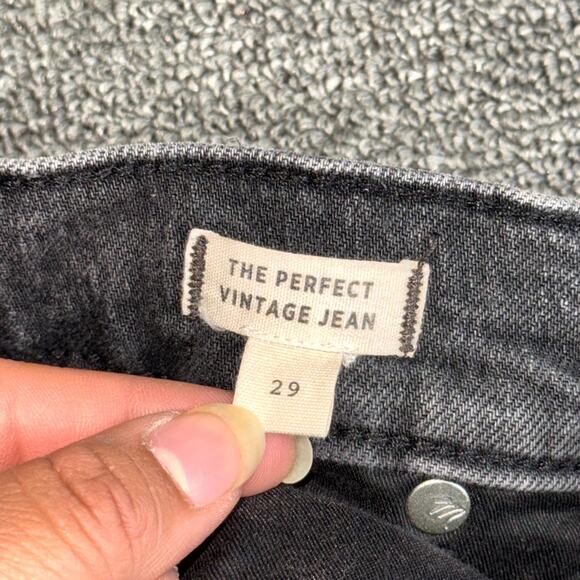 THE PERFECT
VINTAGE JEAN
29
M